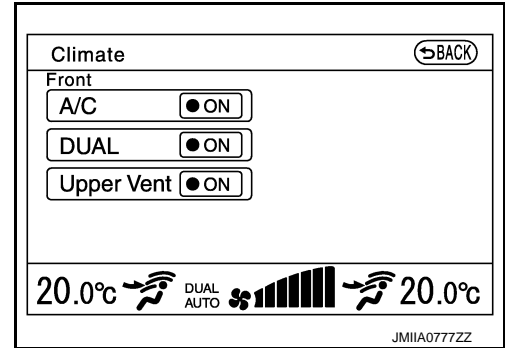 Climate
BACK
Front
A/C ON
DUAL ON
Upper Vent ON
20.0℃ DUAL AUTO 20.0℃
JMIIA0777ZZ